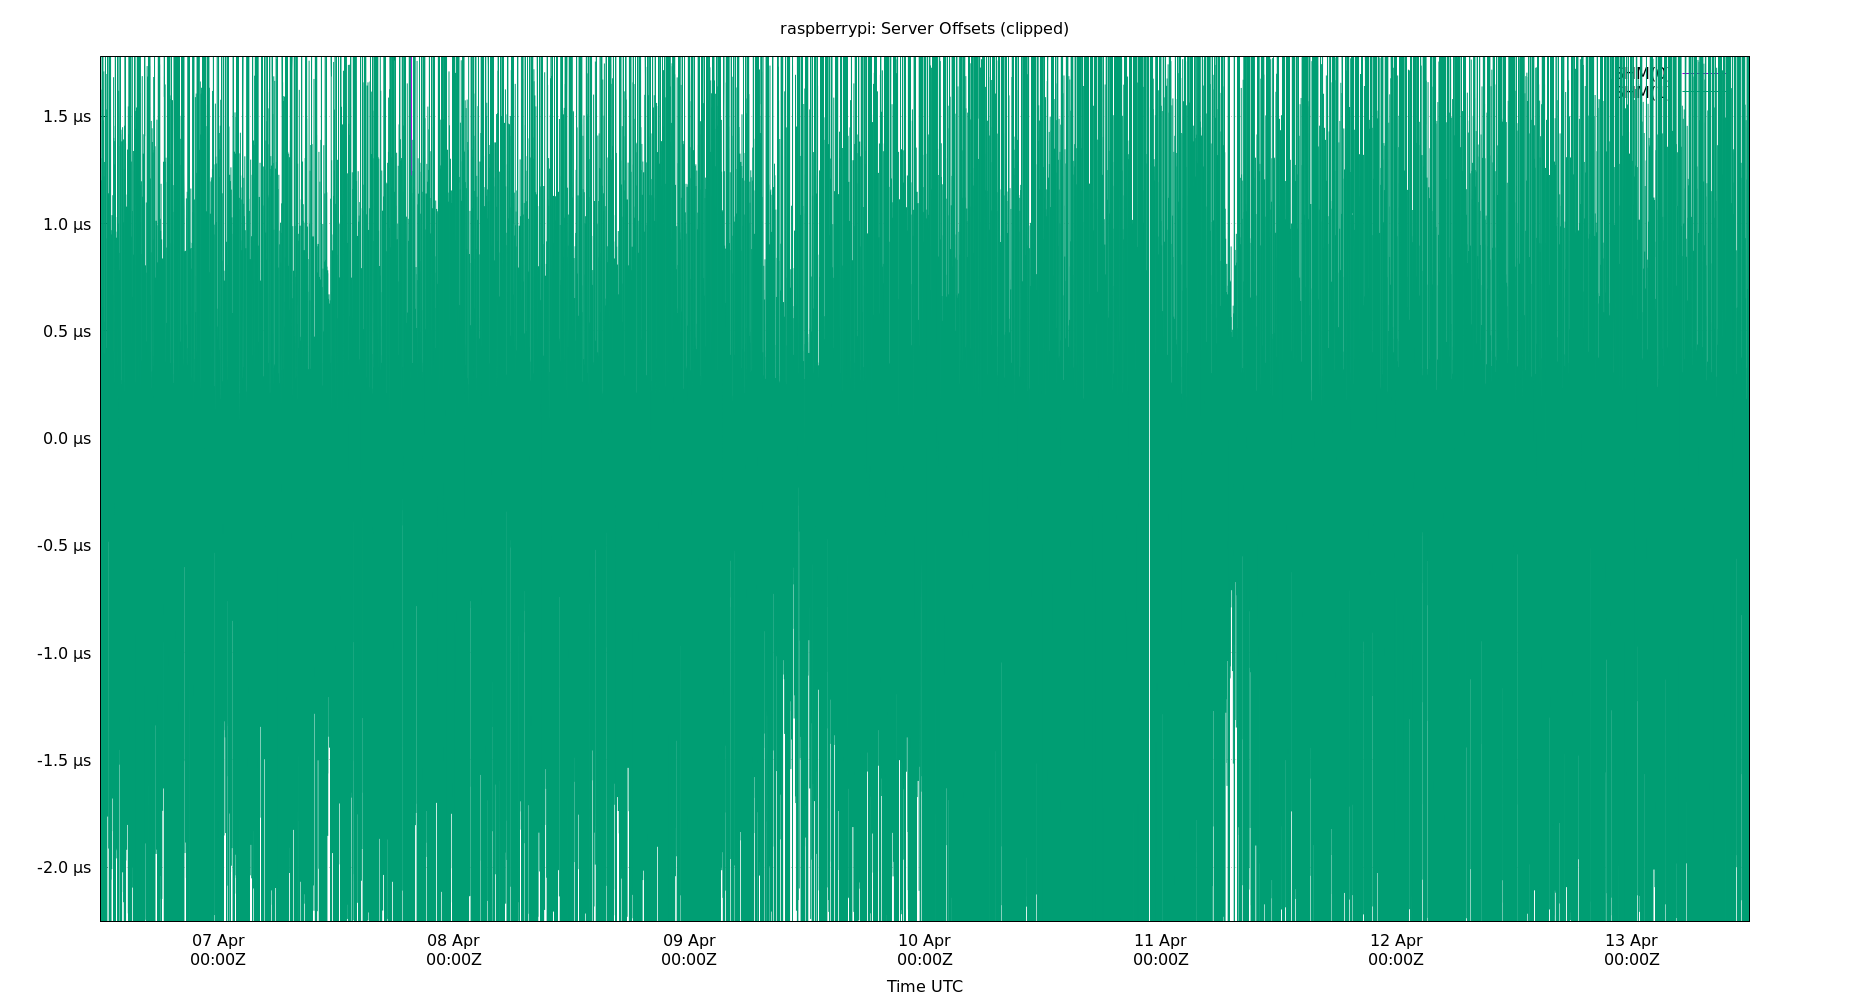 raspberrypi: Server Offsets (clipped)
1.5 µs
1.0 µs
0.5 µs
0.0 µs
-0.5 µs
-1.0 µs
-1.5 µs
-2.0 µs
07 Apr
00:00Z
08 Apr
00:00Z
09 Apr
00:00Z
10 Apr
00:00Z
11 Apr
00:00Z
12 Apr
00:00Z
13 Apr
00:00Z
Time UTC